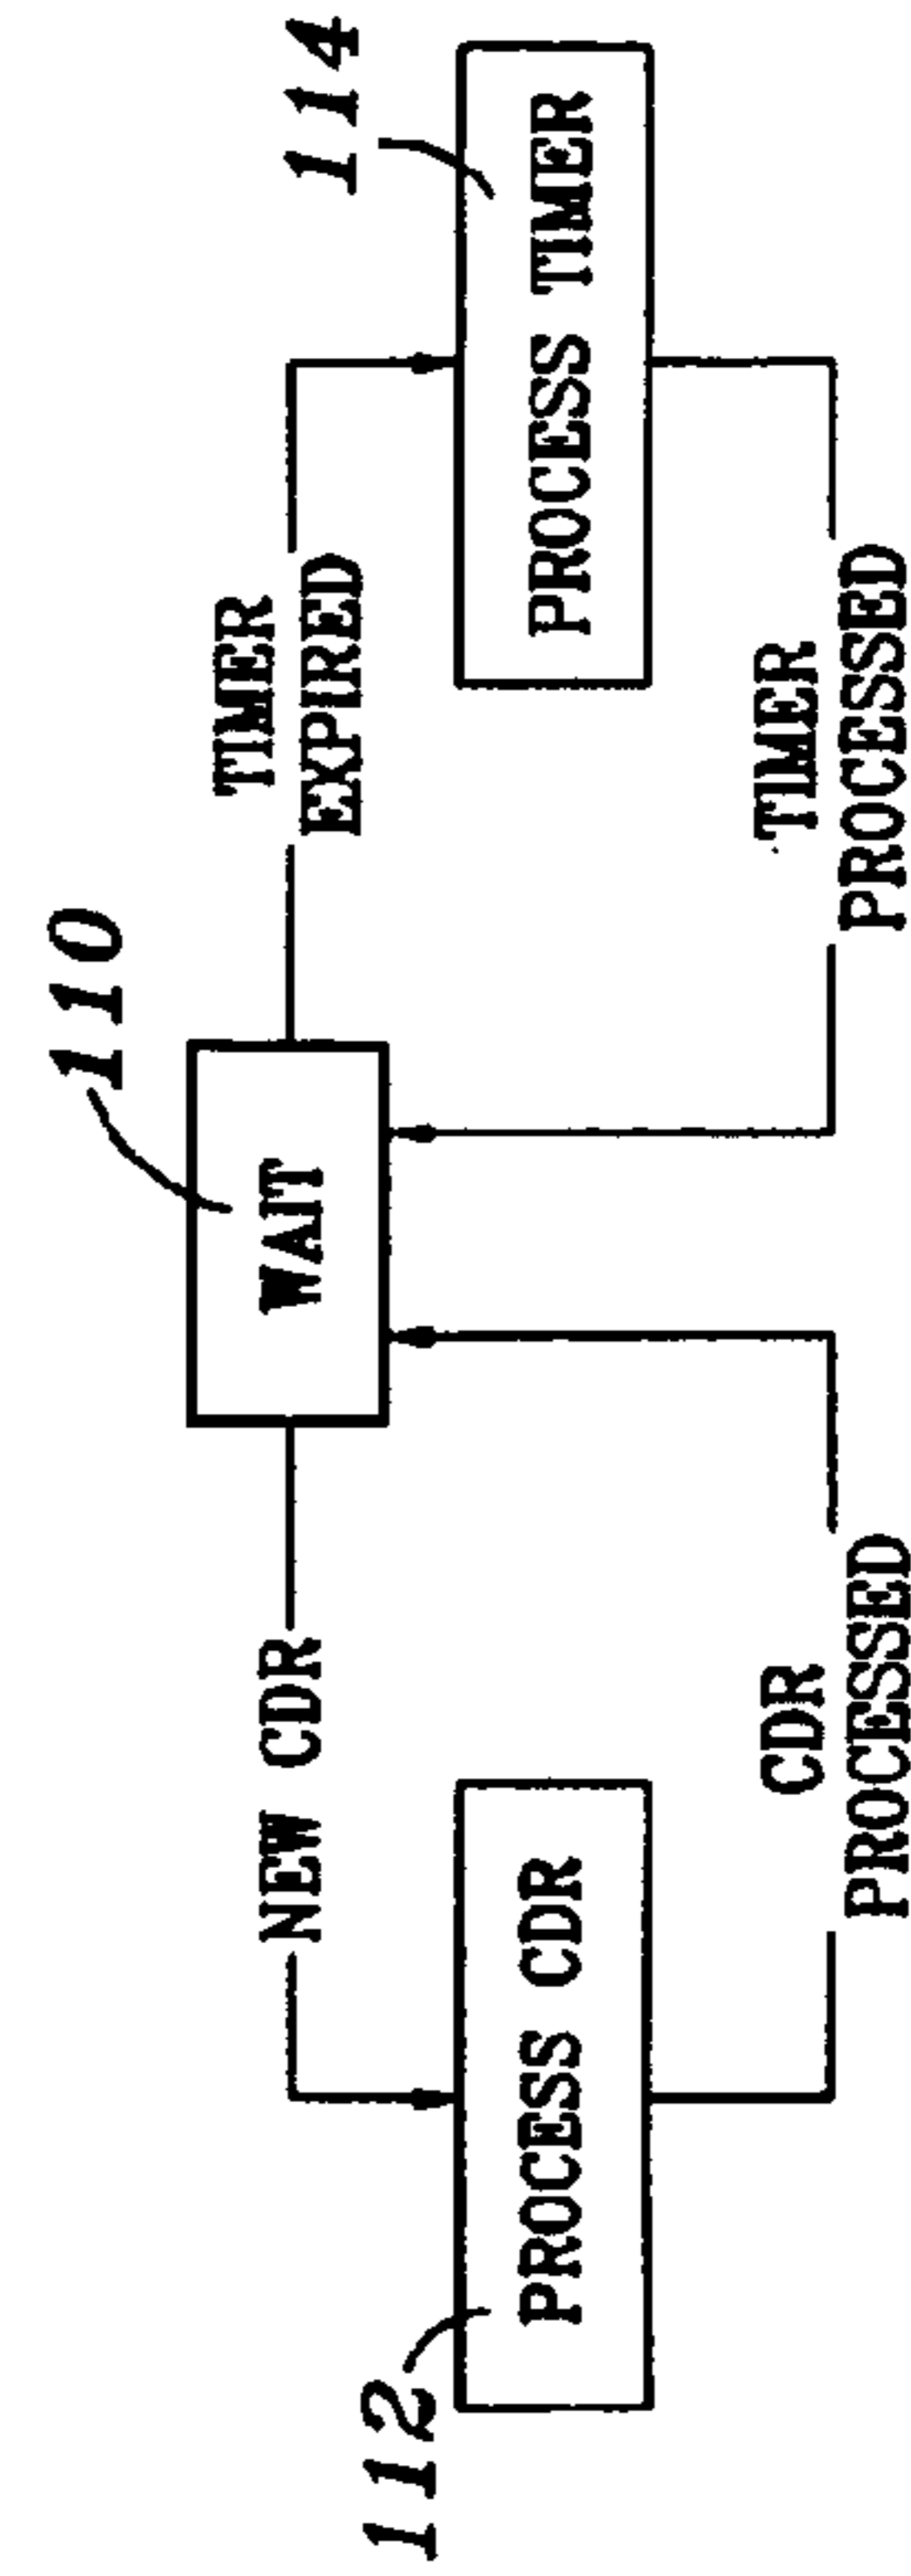 110
WAIT
NEW CDR
TIMER
EXPIRED
112
PROCESS CDR
114
PROCESS TIMER
CDR
PROCESSED
TIMER
PROCESSED